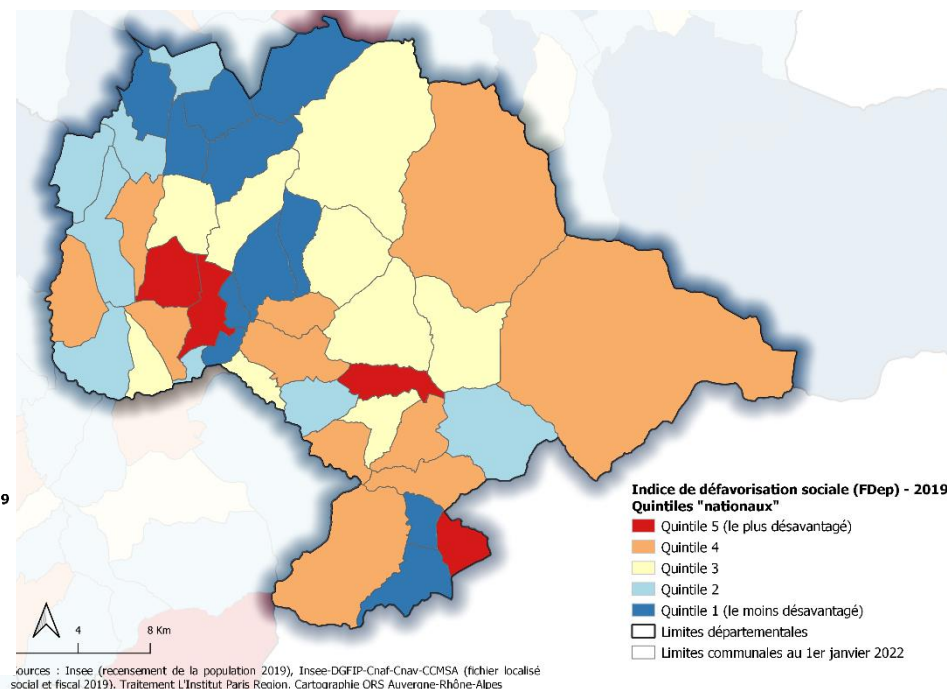 9
Indice de défavorisation sociale (FDep) - 2019
Quintiles "nationaux"
Quintile 5 (le plus désavantagé)
Quintile 4
Quintile 3
Quintile 2
Quintile 1 (le moins désavantagé)
Limites départementales
Limites communales au 1er janvier 2022
4 8 Km
ources : Insee (recensement de la population 2019), Insee-DGFIP-Cnaf-Cnav-CCMSA (fichier localisé
social et fiscal 2019). Traitement L'Institut Paris Region. Cartographie ORS Auvergne-Rhône-Alpes